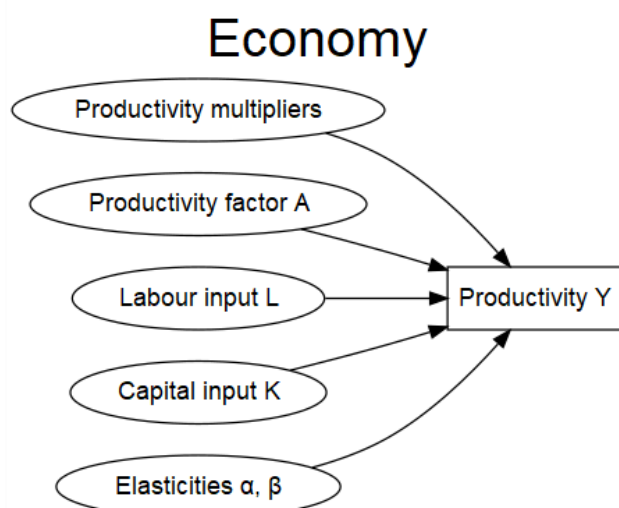 Economy
Productivity multipliers
Productivity factor A
Labour input L
Productivity Y
Capital input K
Elasticities α, β